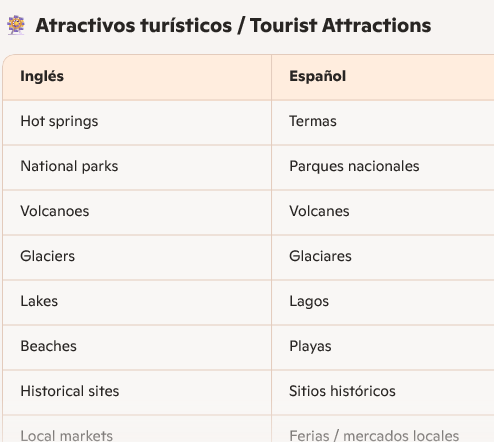 Atractivos turísticos / Tourist Attractions
Inglés Español
Hot springs Termas
National parks Parques nacionales
Volcanoes Volcanes
Glaciers Glaciares
Lakes Lagos
Beaches Playas
Historical sites Sitios históricos
Local markets Ferias / mercados locales